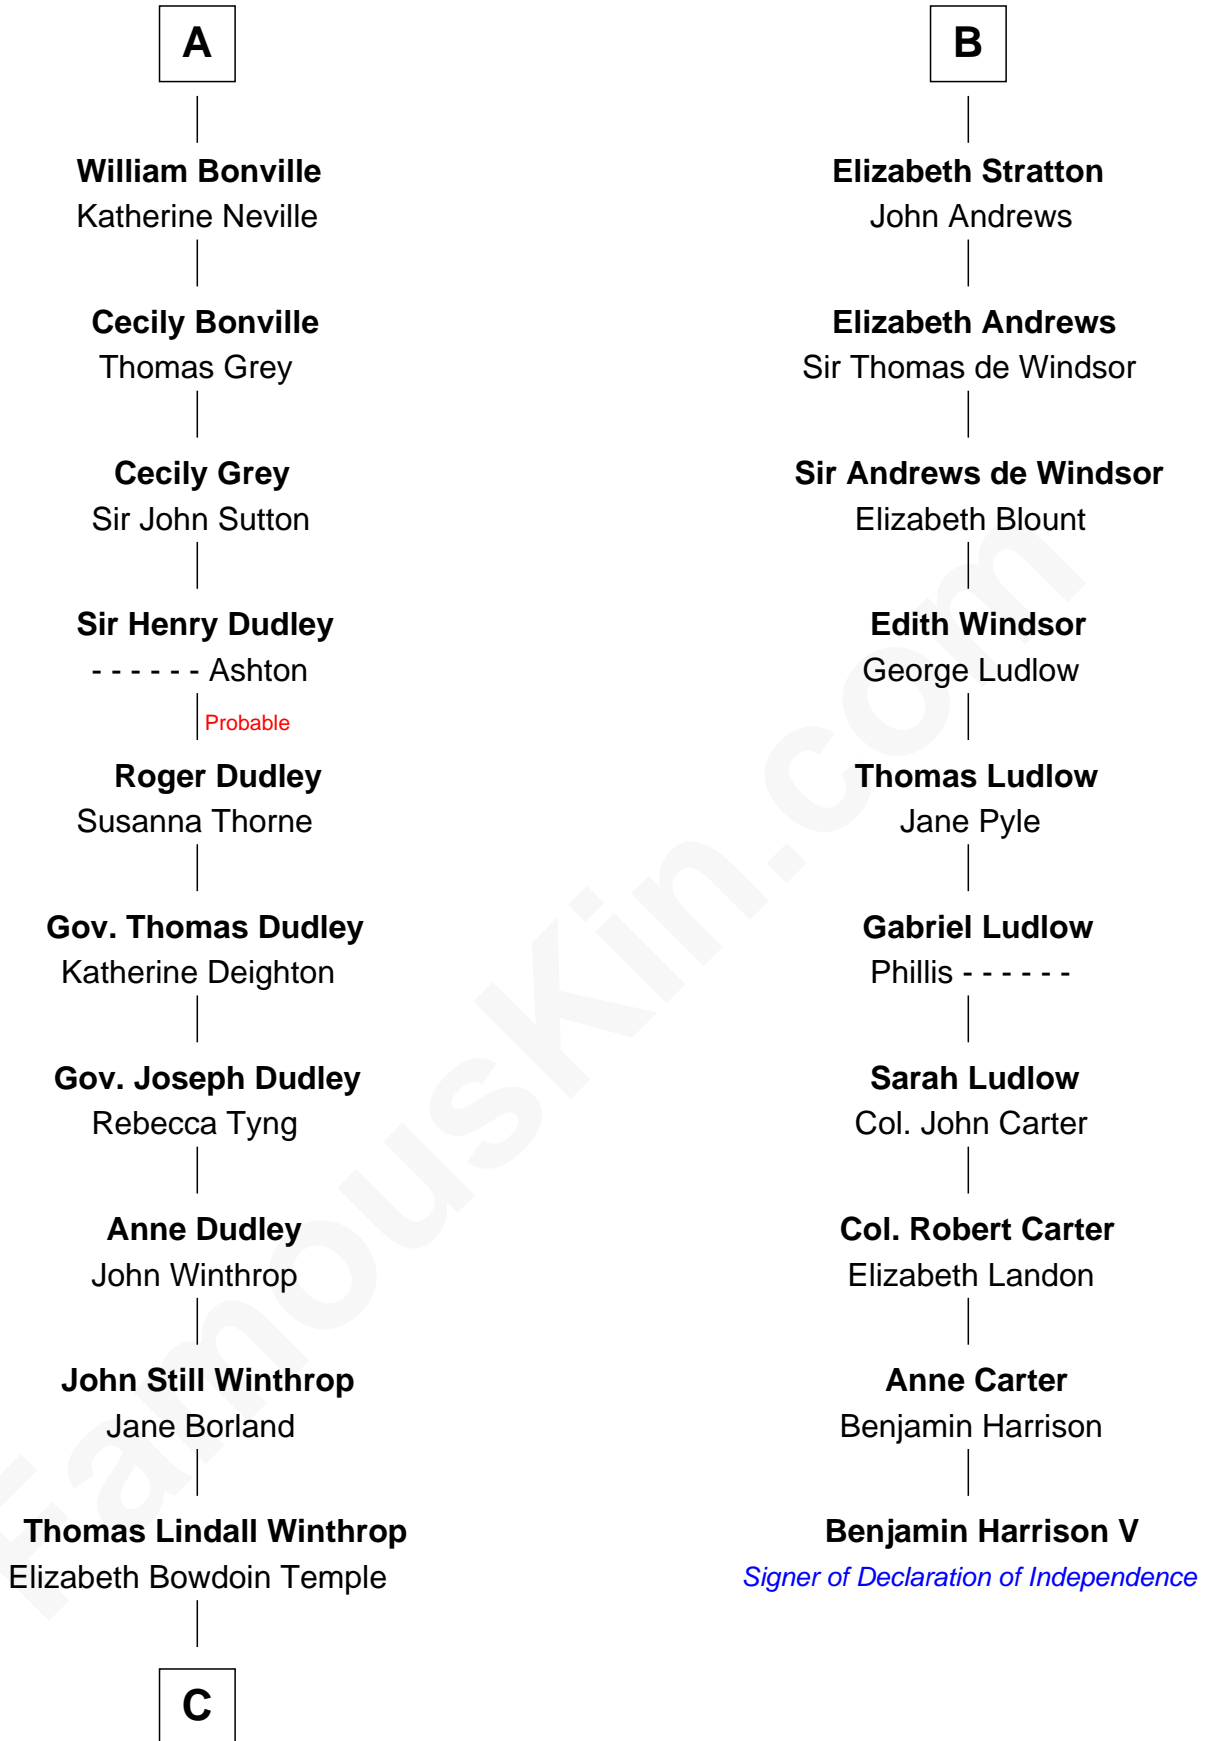 A
William Bonville
Katherine Neville
Cecily Bonville
Thomas Grey
Cecily Grey
Sir John Sutton
Sir Henry Dudley
- - - - - - Ashton
Probable
Roger Dudley
Susanna Thorne
Gov. Thomas Dudley
Katherine Deighton
Gov. Joseph Dudley
Rebecca Tyng
Anne Dudley
John Winthrop
John Still Winthrop
Jane Borland
Thomas Lindall Winthrop
Elizabeth Bowdoin Temple
C
B
Elizabeth Stratton
John Andrews
Elizabeth Andrews
Sir Thomas de Windsor
Sir Andrews de Windsor
Elizabeth Blount
Edith Windsor
George Ludlow
Thomas Ludlow
Jane Pyle
Gabriel Ludlow
Phillis - - - - - -
Sarah Ludlow
Col. John Carter
Col. Robert Carter
Elizabeth Landon
Anne Carter
Benjamin Harrison
Benjamin Harrison V
Signer of Declaration of Independence
FamousKin.com